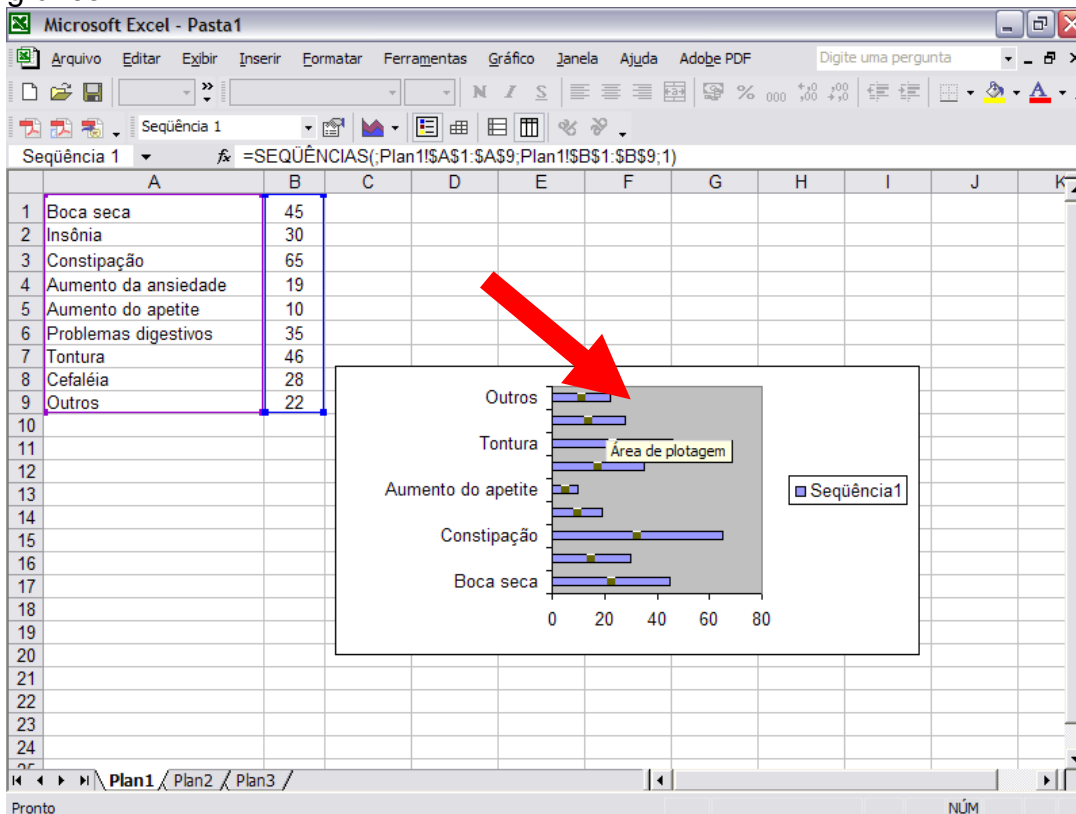 Microsoft Excel - Pasta1
Arquivo Editar Exibir Inserir Formatar Ferramentas Gráfico Janela Ajuda Adobe PDF Digite uma pergunta
N I S % 000 A
Seqüência 1
Seqüência 1 fx =SEQÜÊNCIAS(;Plan1!$A$1:$A$9;Plan1!$B$1:$B$9;1)
A B C D E F G H I J K
1 Boca seca 45
2 Insônia 30
3 Constipação 65
4 Aumento da ansiedade 19
5 Aumento do apetite 10
6 Problemas digestivos 35
7 Tontura 46
8 Cefaléia 28
9 Outros 22
10
11
12
13
14
15
16
17
18
19
20
21
22
23
24
Outros
Tontura
Área de plotagem
Aumento do apetite
Seqüência1
Constipação
Boca seca
0 20 40 60 80
Plan1 Plan2 Plan3
Pronto NÚM